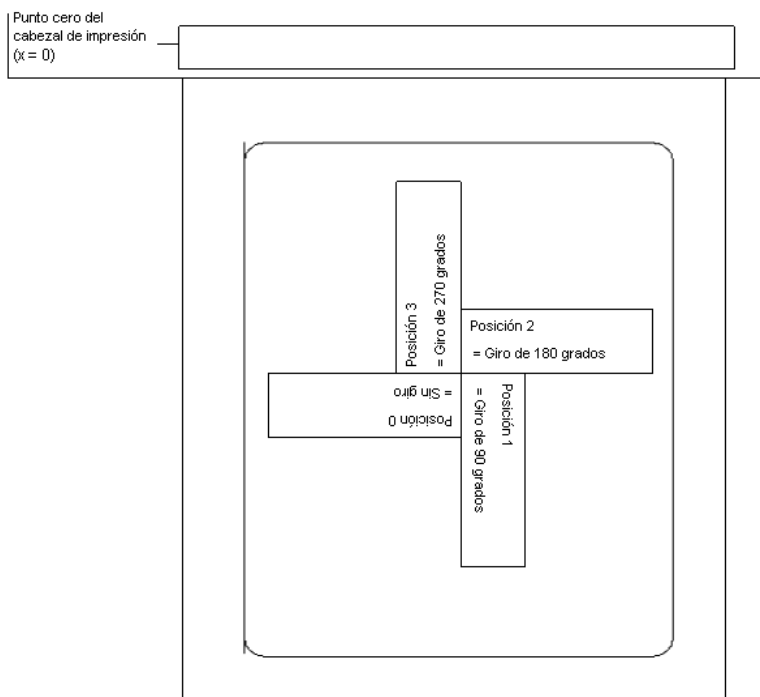 Punto cero del
cabezal de impresión
(x = 0)
Posición 3
= Giro de 270 grados
Posición 2
= Giro de 180 grados
Posición 0
= Sin giro
Posición 1
= Giro de 90 grados